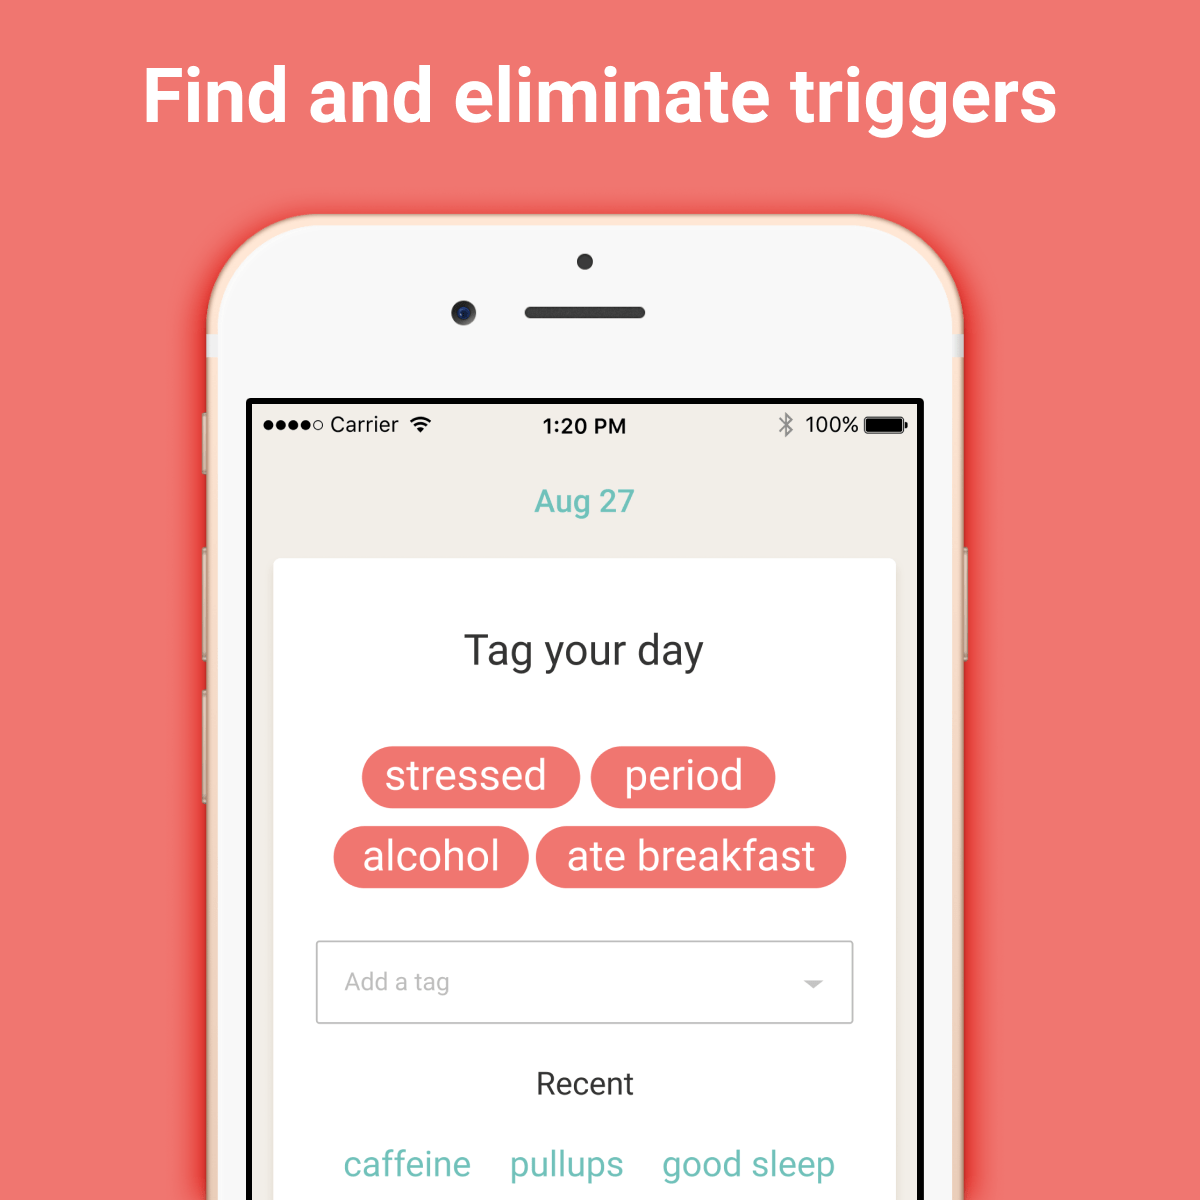 Find and eliminate triggers
Carrier 1:20 PM 100%
Aug 27
Tag your day
stressed period
alcohol ate breakfast
Add a tag
Recent
caffeine pullups good sleep